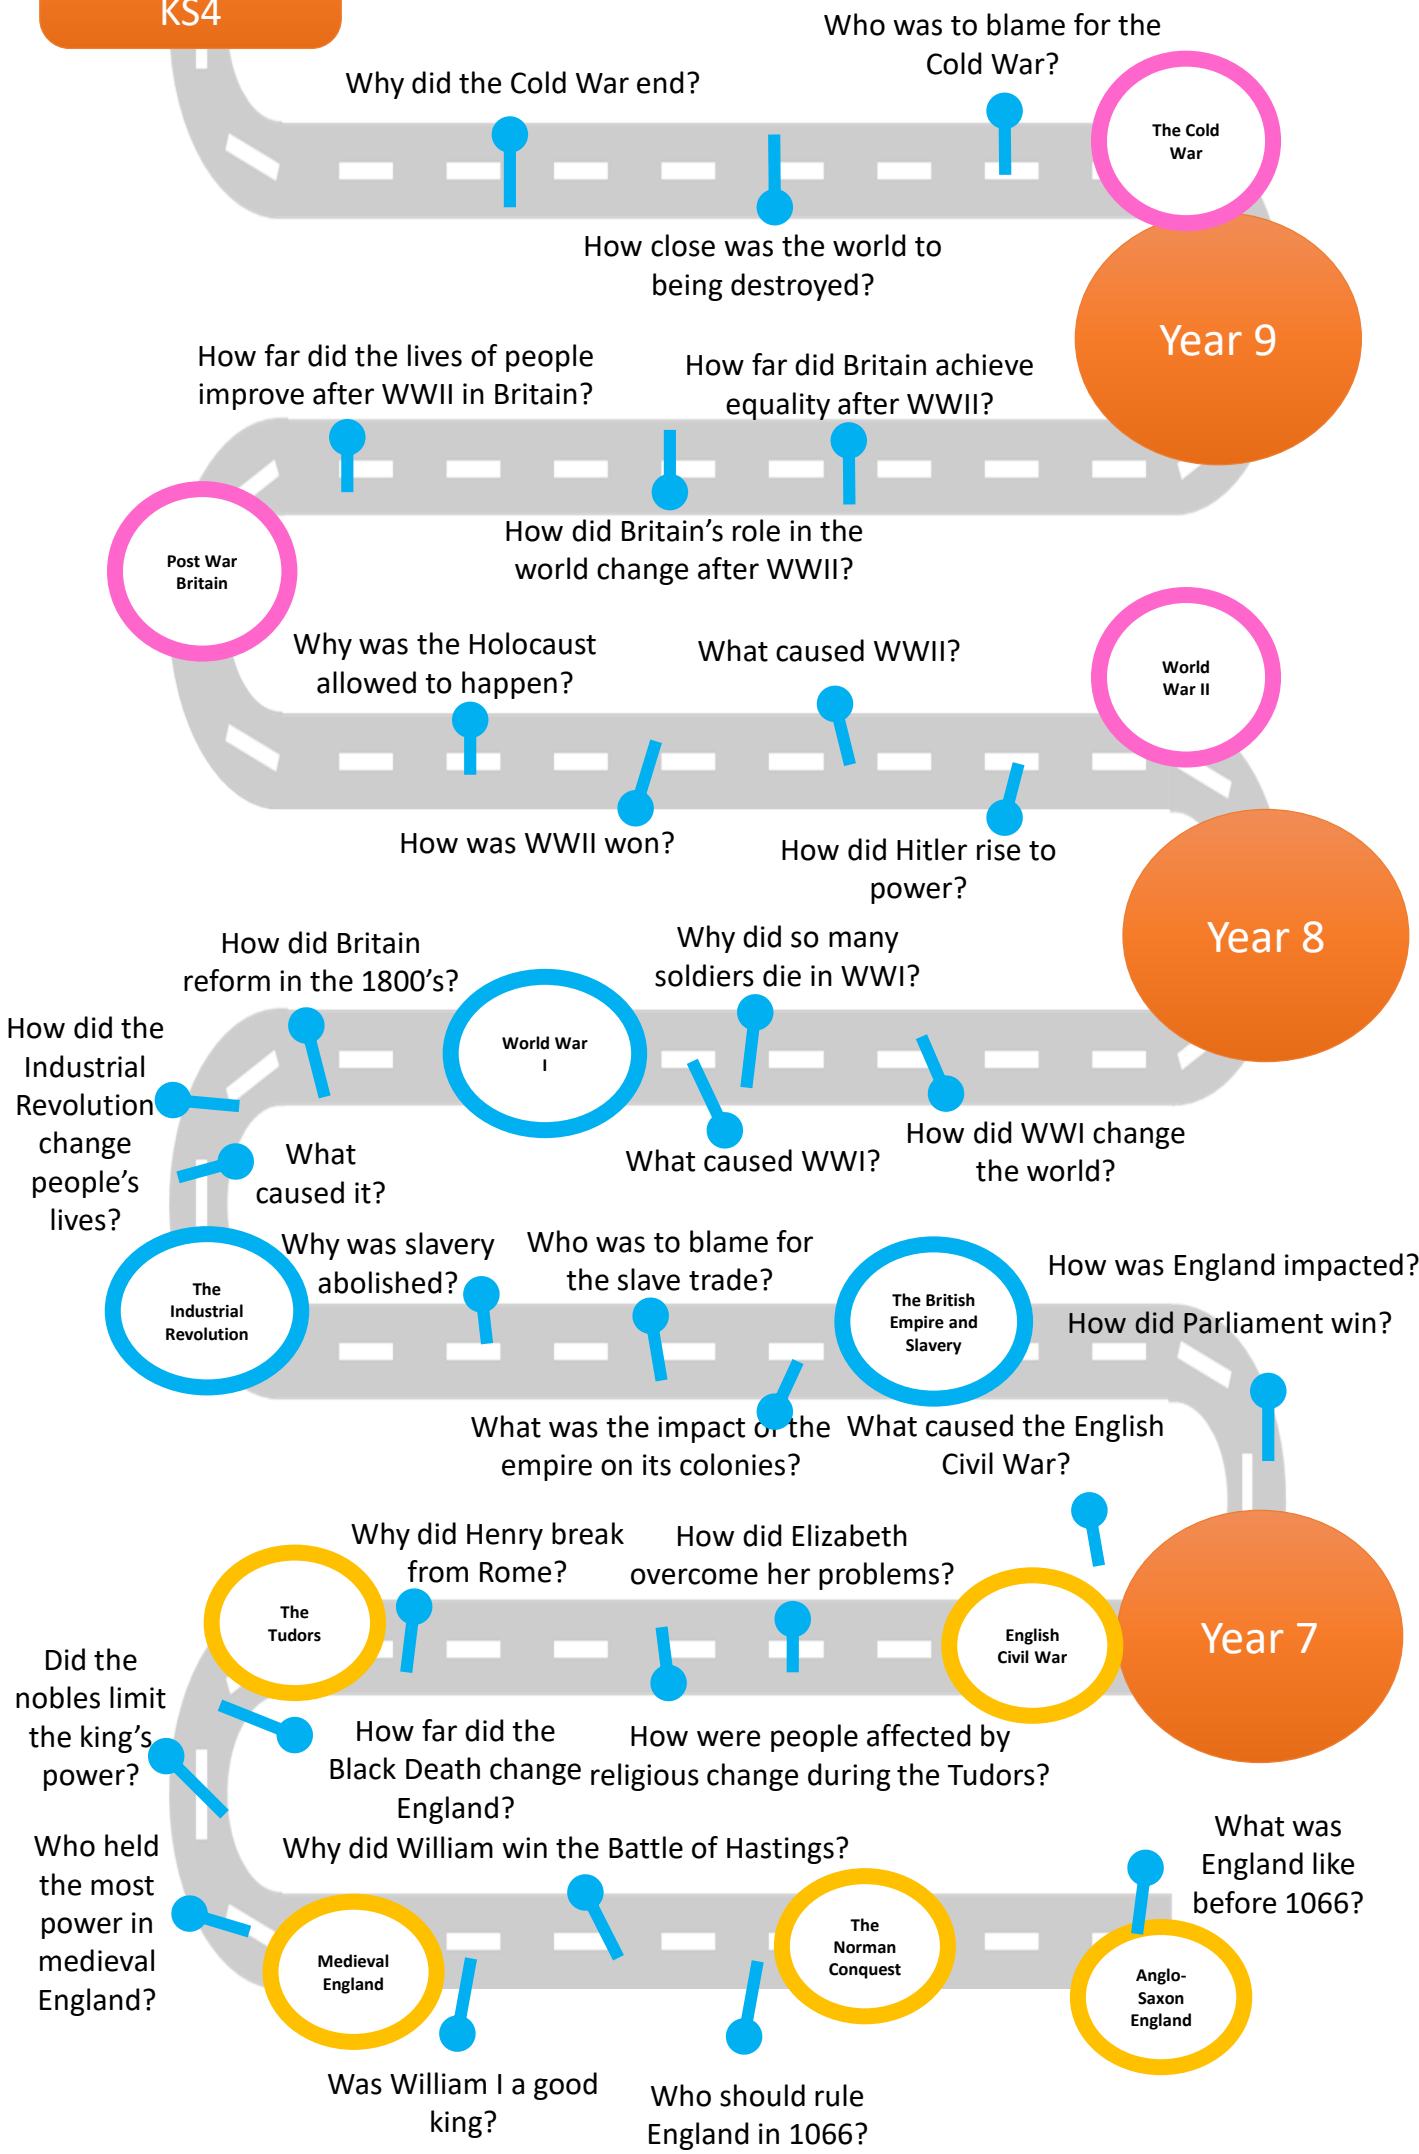 KS4
Who was to blame for the
Cold War?
Why did the Cold War end?
The Cold
War
How close was the world to
being destroyed?
Year 9
How far did the lives of people
improve after WWII in Britain?
How far did Britain achieve
equality after WWII?
How did Britain's role in the
world change after WWII?
Post War
Britain
Why was the Holocaust
allowed to happen?
What caused WWII?
World
War II
How was WWII won?
How did Hitler rise to
power?
Year 8
How did Britain
reform in the 1800's?
Why did so many
soldiers die in WWI?
World War
I
How did the
Industrial
Revolution
change
people's
lives?
What
caused it?
What caused WWI?
How did WWI change
the world?
Why was slavery
abolished?
Who was to blame for
the slave trade?
The British
Empire and
Slavery
How was England impacted?
How did Parliament win?
The
Industrial
Revolution
What was the impact of the
empire on its colonies?
What caused the English
Civil War?
Why did Henry break
from Rome?
How did Elizabeth
overcome her problems?
The
Tudors
English
Civil War
Year 7
Did the
nobles limit
the king's
power?
How far did the
Black Death change
England?
How were people affected by
religious change during the Tudors?
Who held
the most
power in
medieval
England?
Why did William win the Battle of Hastings?
What was
England like
before 1066?
Medieval
England
The
Norman
Conquest
Anglo-
Saxon
England
Was William I a good
king?
Who should rule
England in 1066?